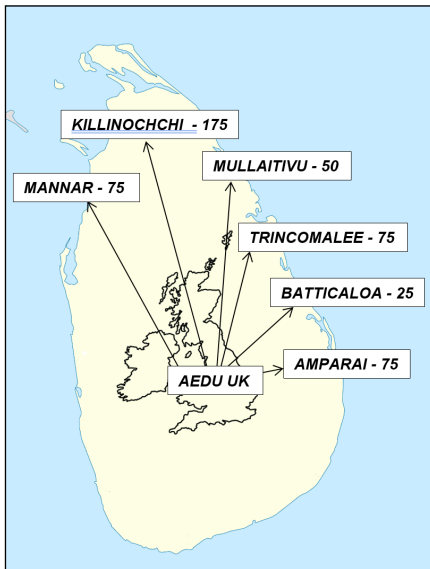 KILLINOCHCHI - 175
MULLAITIVU - 50
MANNAR - 75
TRINCOMALEE - 75
BATTICALOA - 25
AMPARAI - 75
AEDU UK